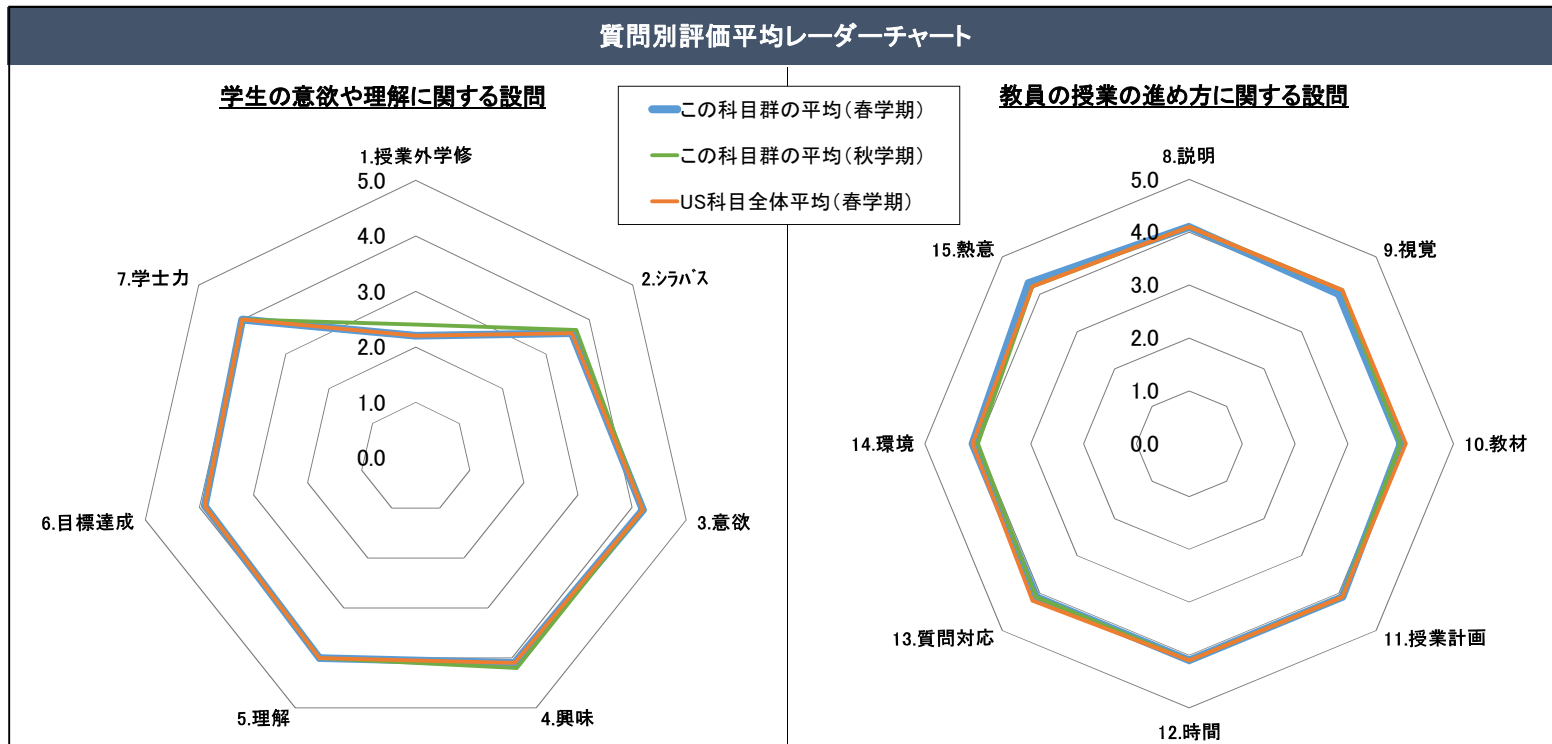 質問別評価平均レーダーチャート
学生の意欲や理解に関する設問
この科目群の平均（春学期）
この科目群の平均（秋学期）
US科目全体平均（春学期）
教員の授業の進め方に関する設問
1.授業外学修
5.0
4.0
3.0
2.0
1.0
0.0
2.ｼﾗﾊﾞｽ
3.意欲
4.興味
5.理解
6.目標達成
7.学士力
8.説明
5.0
4.0
3.0
2.0
1.0
0.0
9.視覚
10.教材
11.授業計画
12.時間
13.質問対応
14.環境
15.熱意